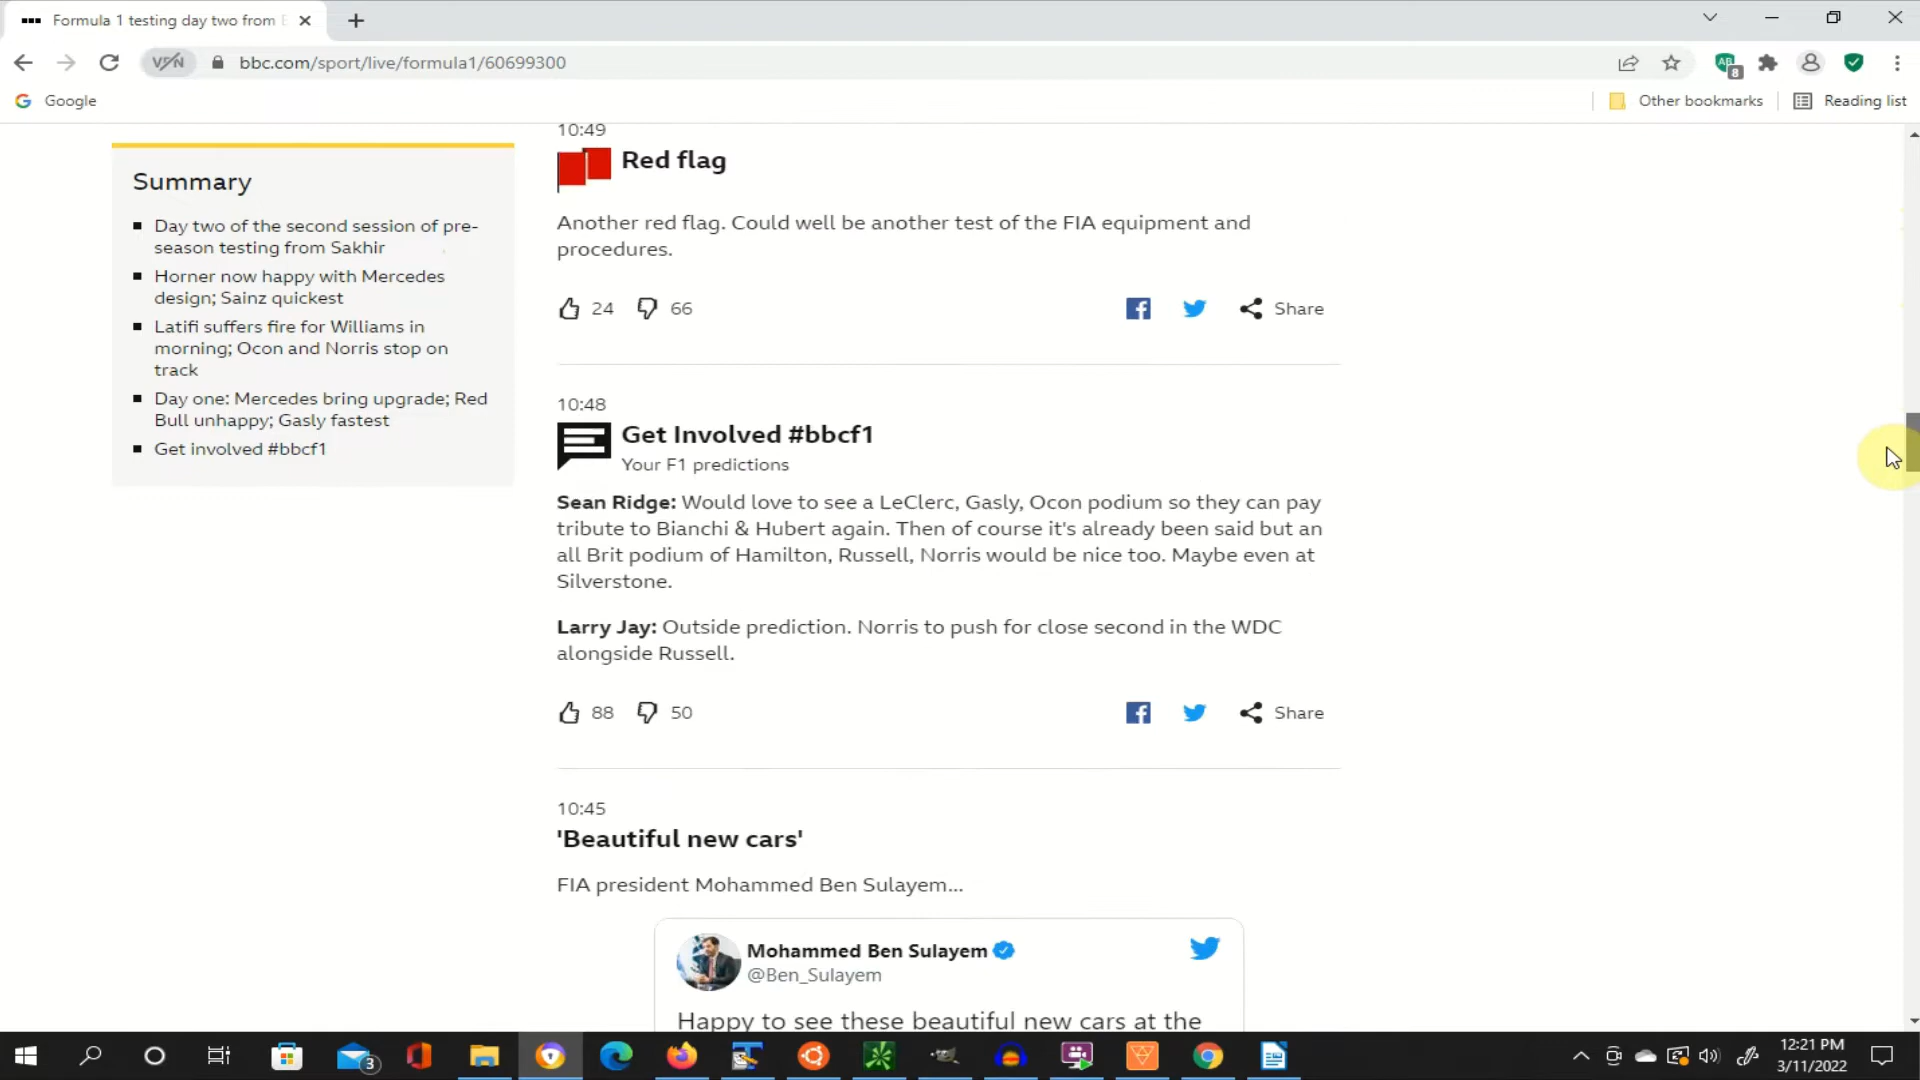 Formula 1 testing day two from
VPN
bbc.com/sport/live/formula1/60699300
8
Google
Other bookmarks
Reading list
Summary
Day two of the second session of pre-
season testing from Sakhir
Horner now happy with Mercedes
design; Sainz quickest
Latifi suffers fire for Williams in
morning; Ocon and Norris stop on
track
Day one: Mercedes bring upgrade; Red
Bull unhappy; Gasly fastest
Get involved #bbcf1
10:49
Red flag
Another red flag. Could well be another test of the FIA equipment and
procedures.
24 66 Share
10:48
Get Involved #bbcf1
Your F1 predictions
Sean Ridge: Would love to see a LeClerc, Gasly, Ocon podium so they can pay
tribute to Bianchi & Hubert again. Then of course it's already been said but an
all Brit podium of Hamilton, Russell, Norris would be nice too. Maybe even at
Silverstone.
Larry Jay: Outside prediction. Norris to push for close second in the WDC
alongside Russell.
88 50 Share
10:45
'Beautiful new cars'
FIA president Mohammed Ben Sulayem...
Mohammed Ben Sulayem
@Ben_Sulayem
Happy to see these beautiful new cars at the
3
12:21 PM
3/11/2022